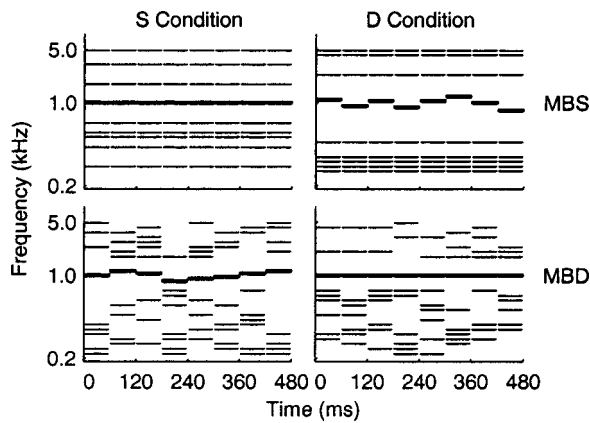 S Condition
D Condition
5.0
1.0
0.2
MBS
Frequency (kHz)
5.0
1.0
0.2
MBD
0 120 240 360 480
0 120 240 360 480
Time (ms)